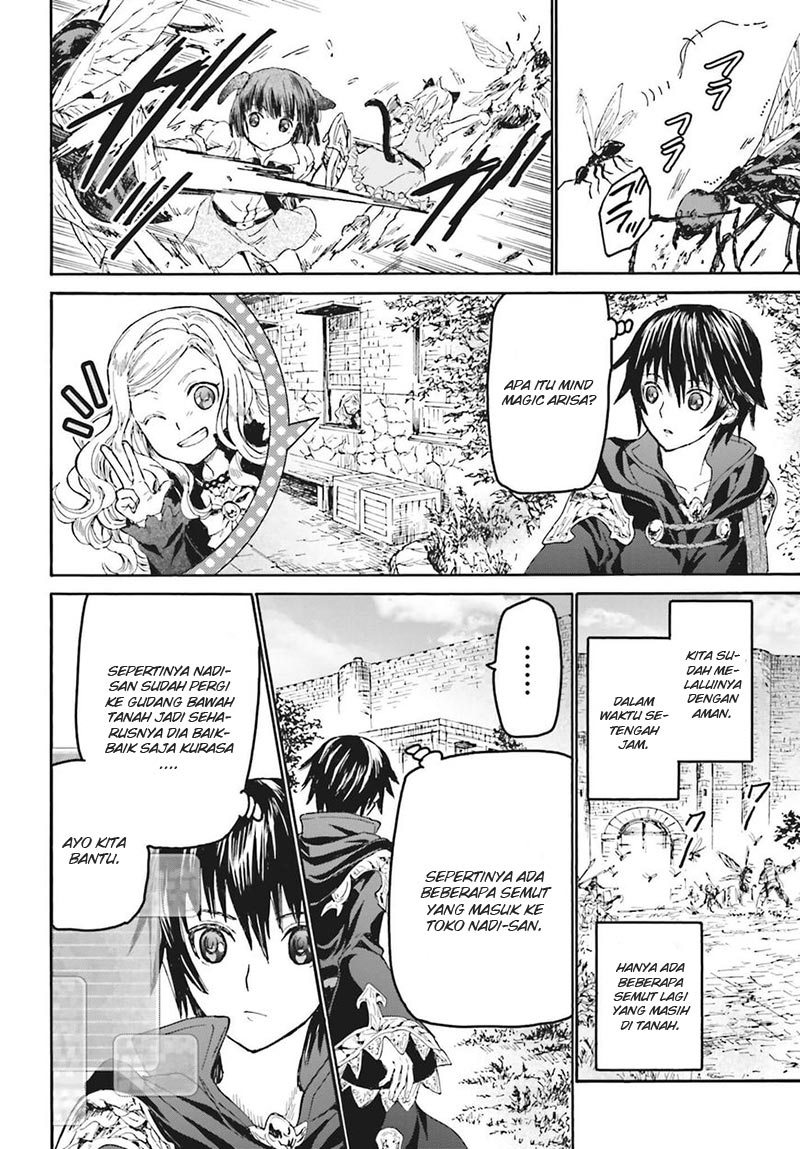 APA ITU MIND
MAGIC ARISA?
KITA SU-
DAH ME-
LALUINYA
DENGAN
AMAN.
DALAM
WAKTU SE-
TENGAH
JAM.
HANYA ADA
BEBERAPA
SEMUT LAGI
YANG MASIH
DI TANAH.
......
SEPERTINYA ADA
BEBERAPA SEMUT
YANG MASUK KE
TOKO NADI-SAN.
SEPERTINYA NADI-
SAN SUDAH PERGI
KE GUDANG BAWAH
TANAH JADI SEHA-
RUSNYA DIA BAIK-
BAIK SAJA KURASA
....
AYO KITA
BANTU.